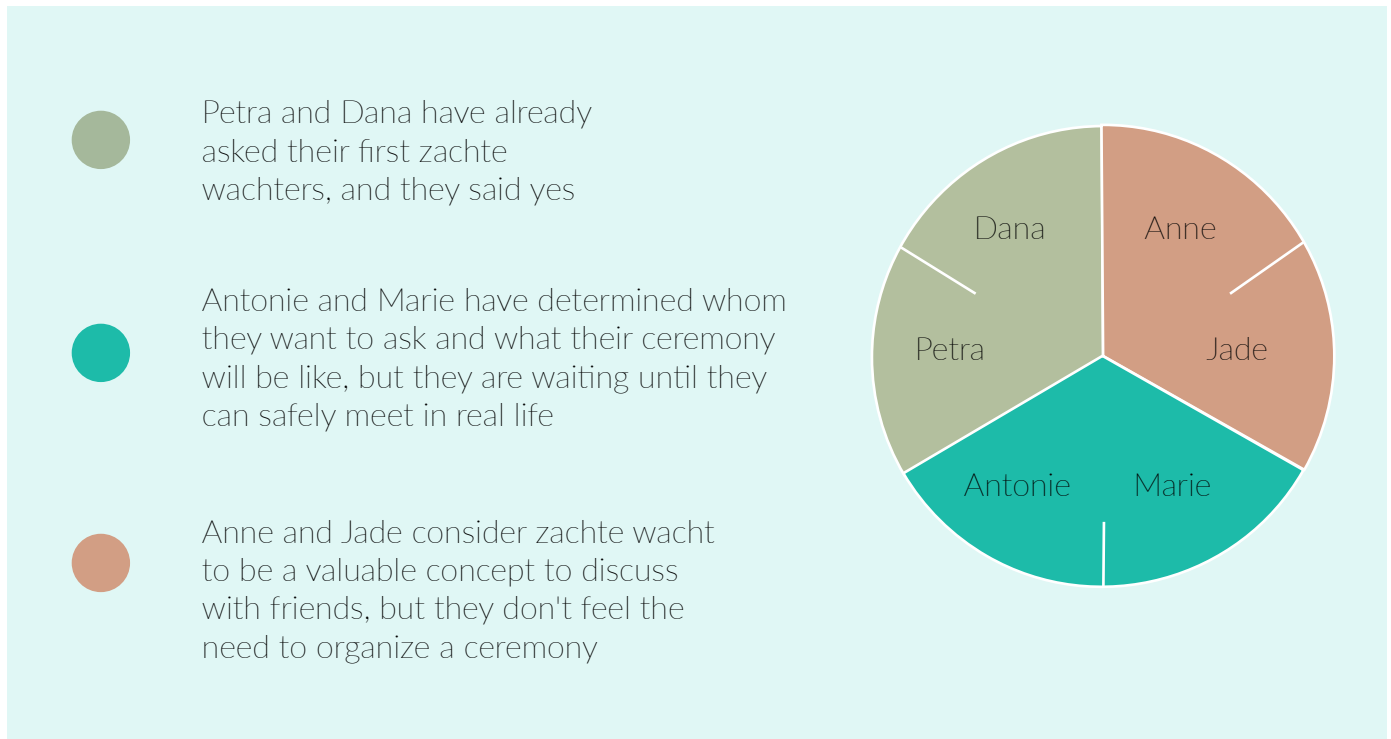 Petra and Dana have already
asked their first zachte
wachters, and they said yes
Antonie and Marie have determined whom
they want to ask and what their ceremony
will be like, but they are waiting until they
can safely meet in real life
Anne and Jade consider zachte wacht
to be a valuable concept to discuss
with friends, but they don't feel the
need to organize a ceremony
Dana
Anne
Petra
Jade
Antonie
Marie